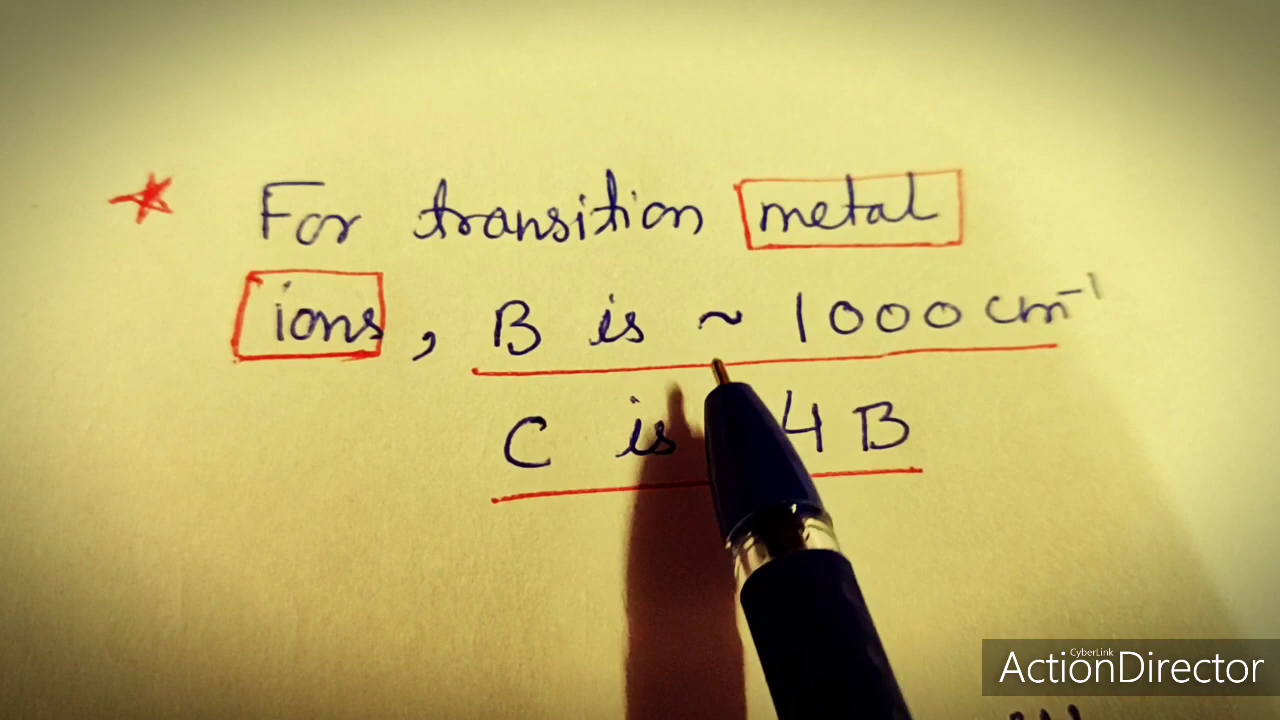 For transition metal
ions, B is ~ 1000 cm⁻¹
C is 4B
CyberLink
ActionDirector